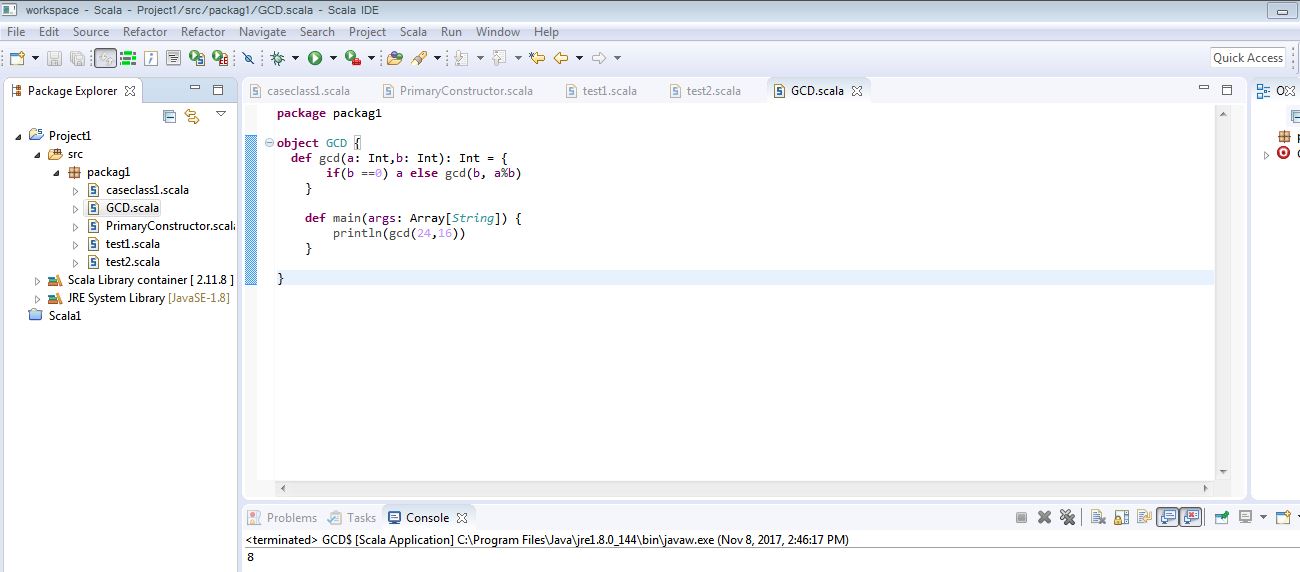 workspace - Scala - Project1/src/packag1/GCD.scala - Scala IDE
File Edit Source Refactor Refactor Navigate Search Project Scala Run Window Help
Quick Access
Package Explorer
caseclass1.scala PrimaryConstructor.scala test1.scala test2.scala GCD.scala
Project1
src
packag1
caseclass1.scala
GCD.scala
PrimaryConstructor.scala
test1.scala
test2.scala
Scala Library container [ 2.11.8 ]
JRE System Library [JavaSE-1.8]
Scala1
package packag1
object GCD {
def gcd(a: Int,b: Int): Int = {
if(b ==0) a else gcd(b, a%b)
}
def main(args: Array[String]) {
println(gcd(24,16))
}
}
Problems Tasks Console
<terminated> GCD$ [Scala Application] C:\Program Files\Java\jre1.8.0_144\bin\javaw.exe (Nov 8, 2017, 2:46:17 PM)
8